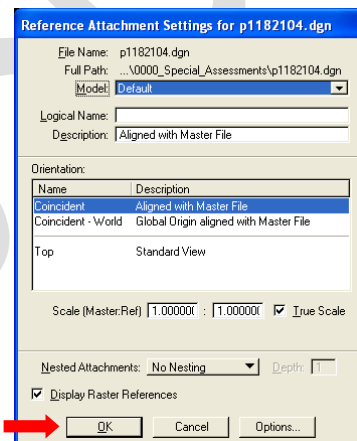 Reference Attachment Settings for p1182104.dgn
File Name: p1182104.dgn
Full Path: ...\0000_Special_Assessments\p1182104.dgn
Model: Default
Logical Name:
Description: Aligned with Master File
Orientation:
Name Description
Coincident Aligned with Master File
Coincident - World Global Origin aligned with Master File
Top Standard View
Scale (Master:Ref) 1.00000( : 1.00000( True Scale
Nested Attachments: No Nesting Depth: 1
Display Raster References
OK Cancel Options...